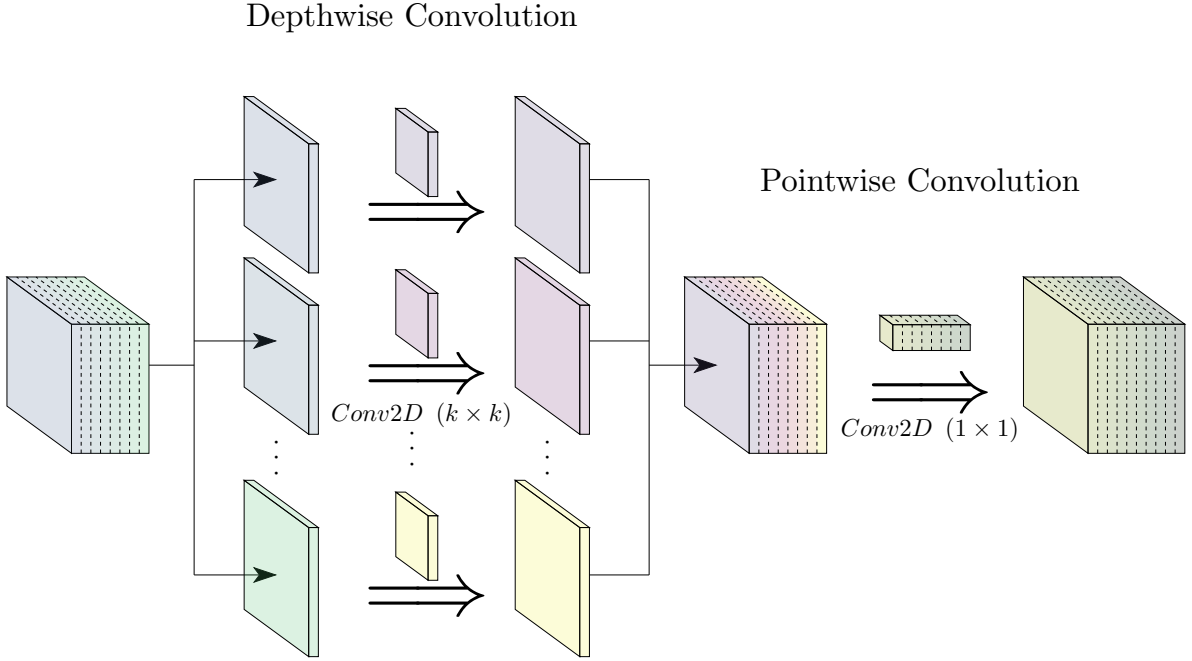 Depthwise Convolution
Pointwise Convolution
Conv2D (k × k)
Conv2D (1 × 1)